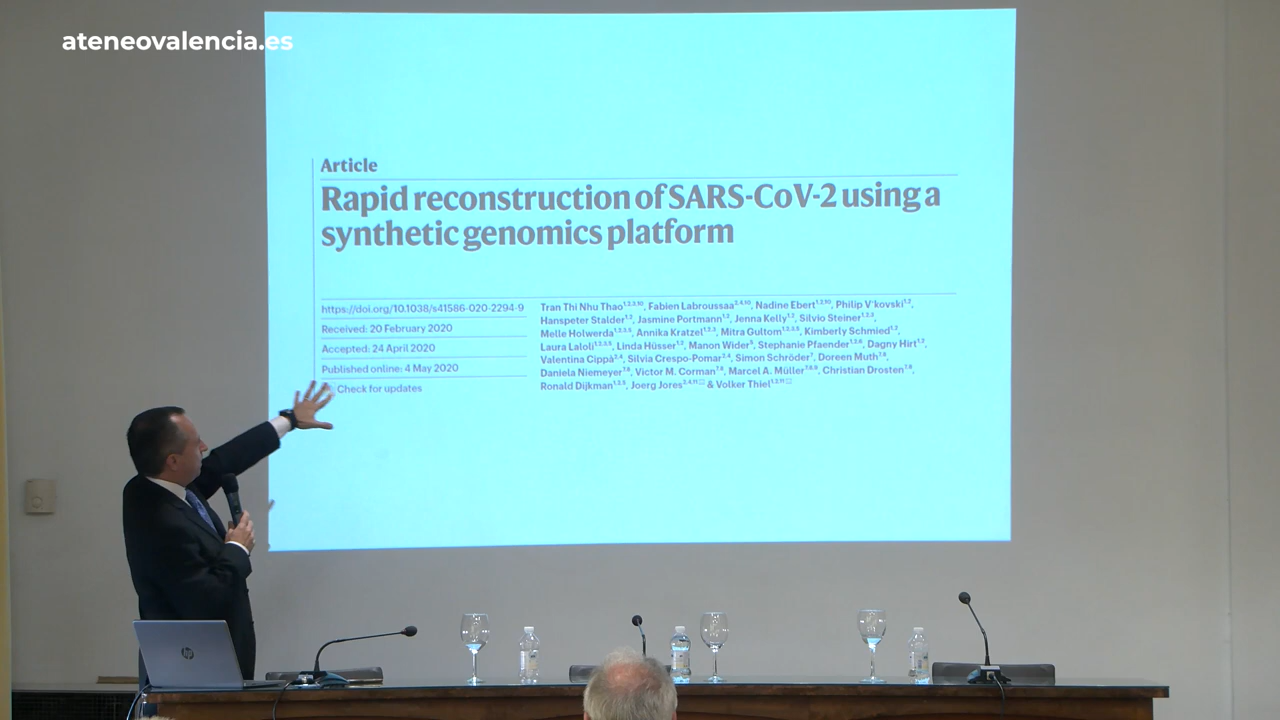 ateneovalencia.es
Article
Rapid reconstruction of SARS-CoV-2 using a
synthetic genomics platform
https://doi.org/10.1038/s41586-020-2294-9
Received: 20 February 2020
Accepted: 24 April 2020
Published online: 4 May 2020
Check for updates
Tran Thi Nhu Thao, Fabien Labroussaa, Nadine Ebert, Philip V'kovski,
Hanspeter Stalder, Jasmine Portmann, Jenna Kelly, Silvio Steiner,
Melle Holwerda, Annika Kratzel, Mitra Gultom, Kimberly Schmied,
Laura Laloli, Linda Hüsser, Manon Wider, Stephanie Pfaender, Dagny Hirt,
Valentina Cippà, Silvia Crespo-Pomar, Simon Schröder, Doreen Muth,
Daniela Niemeyer, Victor M. Corman, Marcel A. Müller, Christian Drosten,
Ronald Dijkman, Joerg Jores & Volker Thiel
hp